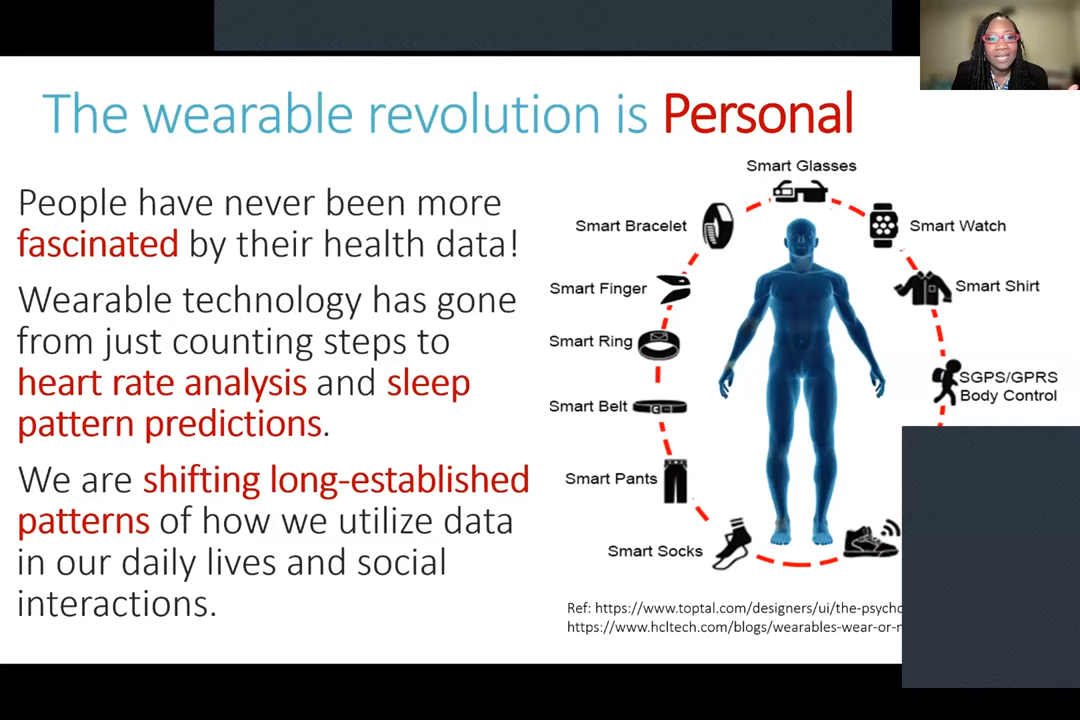 The wearable revolution is Personal
People have never been more
fascinated by their health data!
Wearable technology has gone
from just counting steps to
heart rate analysis and sleep
pattern predictions.
We are shifting long-established
patterns of how we utilize data
in our daily lives and social
interactions.
Smart Glasses
Smart Bracelet
Smart Watch
Smart Finger
Smart Shirt
Smart Ring
SGPS/GPRS
Body Control
Smart Belt
Smart Pants
Smart Socks
Ref: https://www.toptal.com/designers/ui/the-psycho
https://www.hcltech.com/blogs/wearables-wear-or-